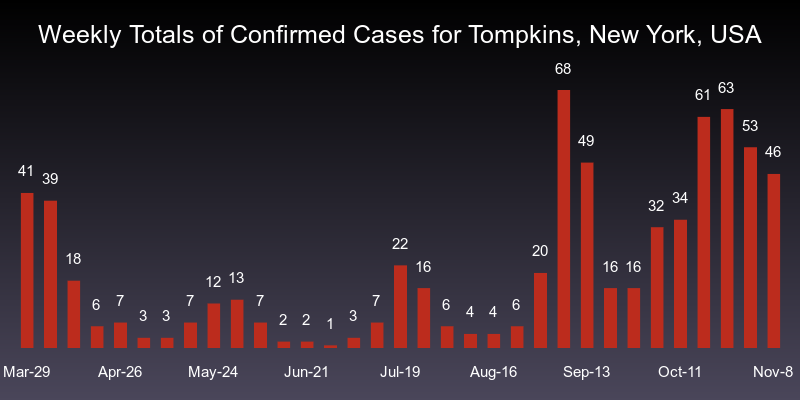 Weekly Totals of Confirmed Cases for Tompkins, New York, USA
41 39 18 6 7 3 3 7 12 13 7 2 2 1 3 7 22 16 6 4 4 6 20 68 49 16 16 32 34 61 63 53 46
Mar-29 Apr-26 May-24 Jun-21 Jul-19 Aug-16 Sep-13 Oct-11 Nov-8